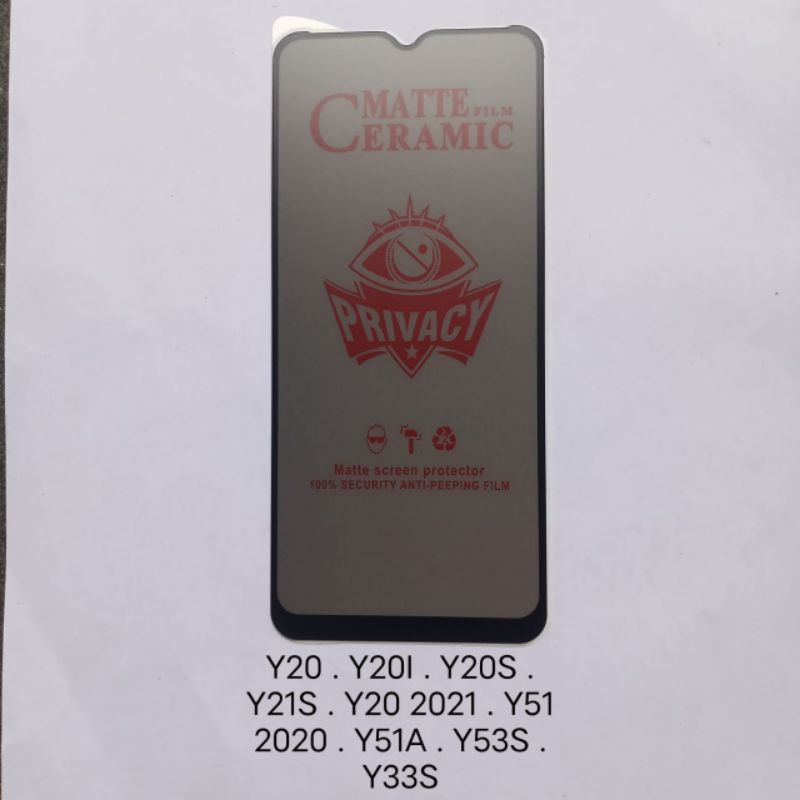 MATTE FILM
CERAMIC
PRIVACY
Matte screen protector
100% SECURITY ANTI-PEEPING FILM
Y20 . Y20I . Y20S .
Y21S . Y20 2021 . Y51
2020 . Y51A . Y53S .
Y33S